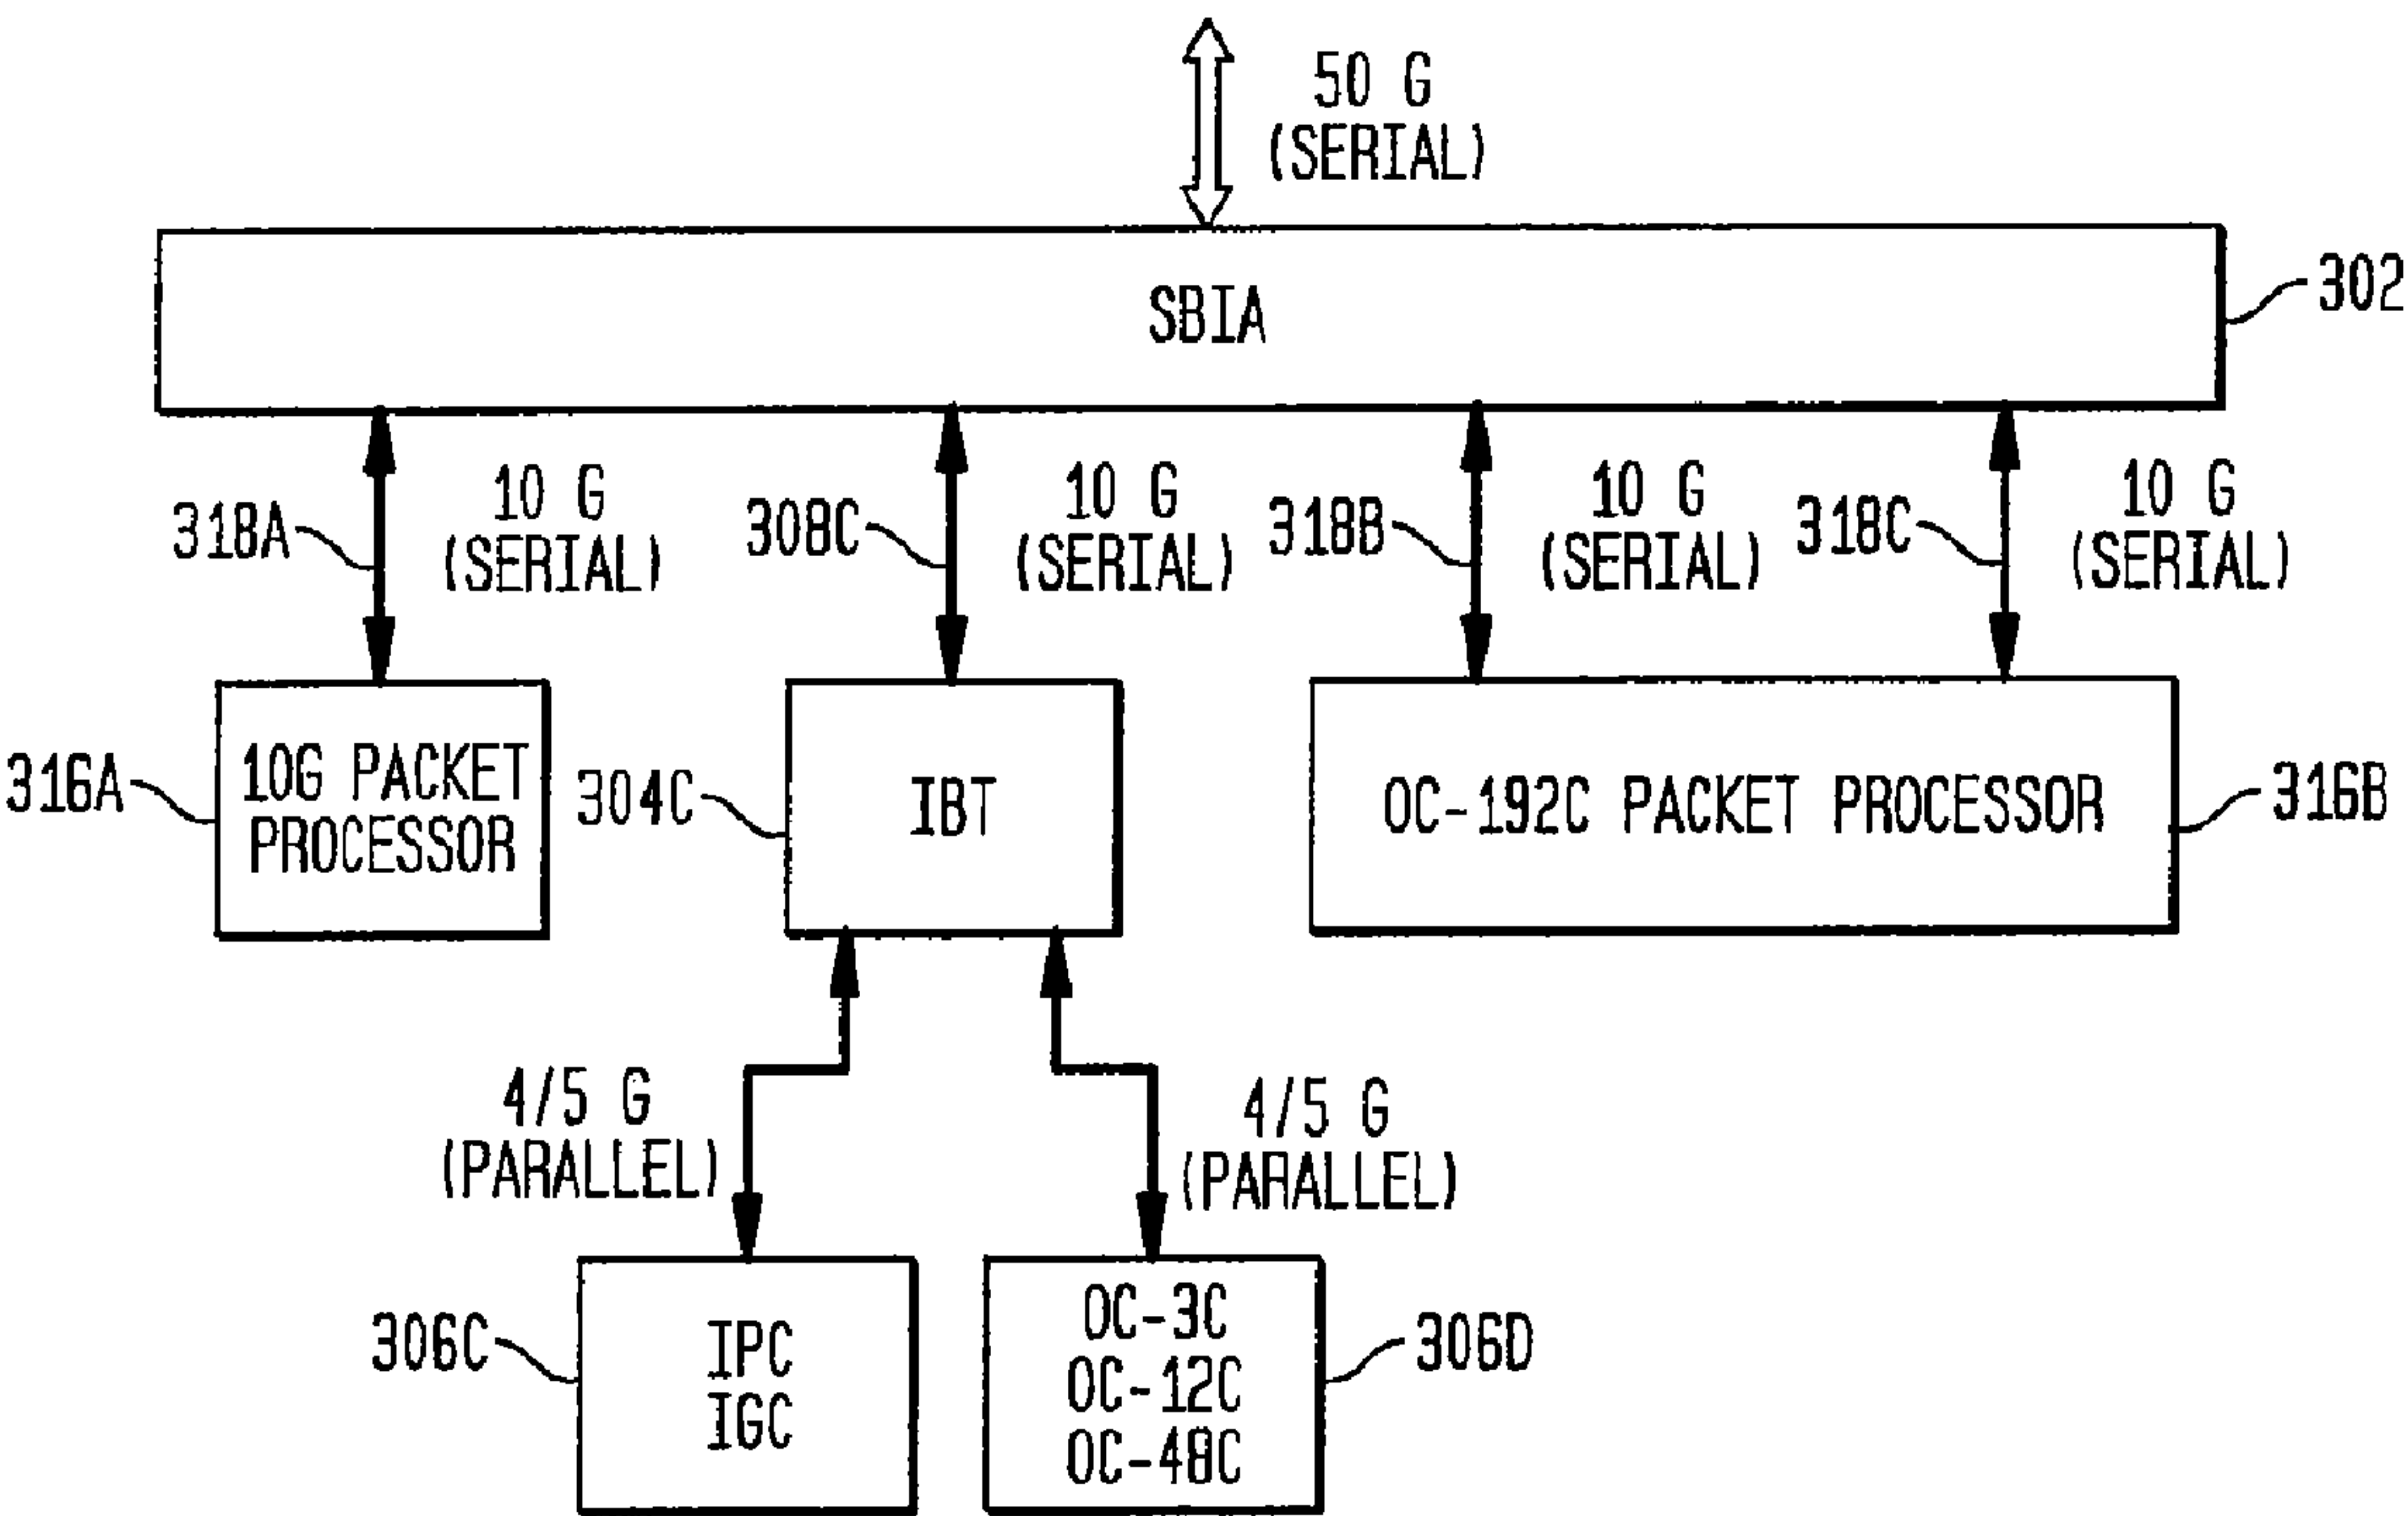 50 G
(SERIAL)
SBIA
302
318A
10 G
(SERIAL)
308C
10 G
(SERIAL)
318B
10 G
(SERIAL)
318C
10 G
(SERIAL)
316A
10G PACKET
PROCESSOR
304C
IBT
OC-192C PACKET PROCESSOR
316B
4/5 G
(PARALLEL)
4/5 G
(PARALLEL)
306C
IPC
IGC
OC-3C
OC-12C
OC-48C
306D